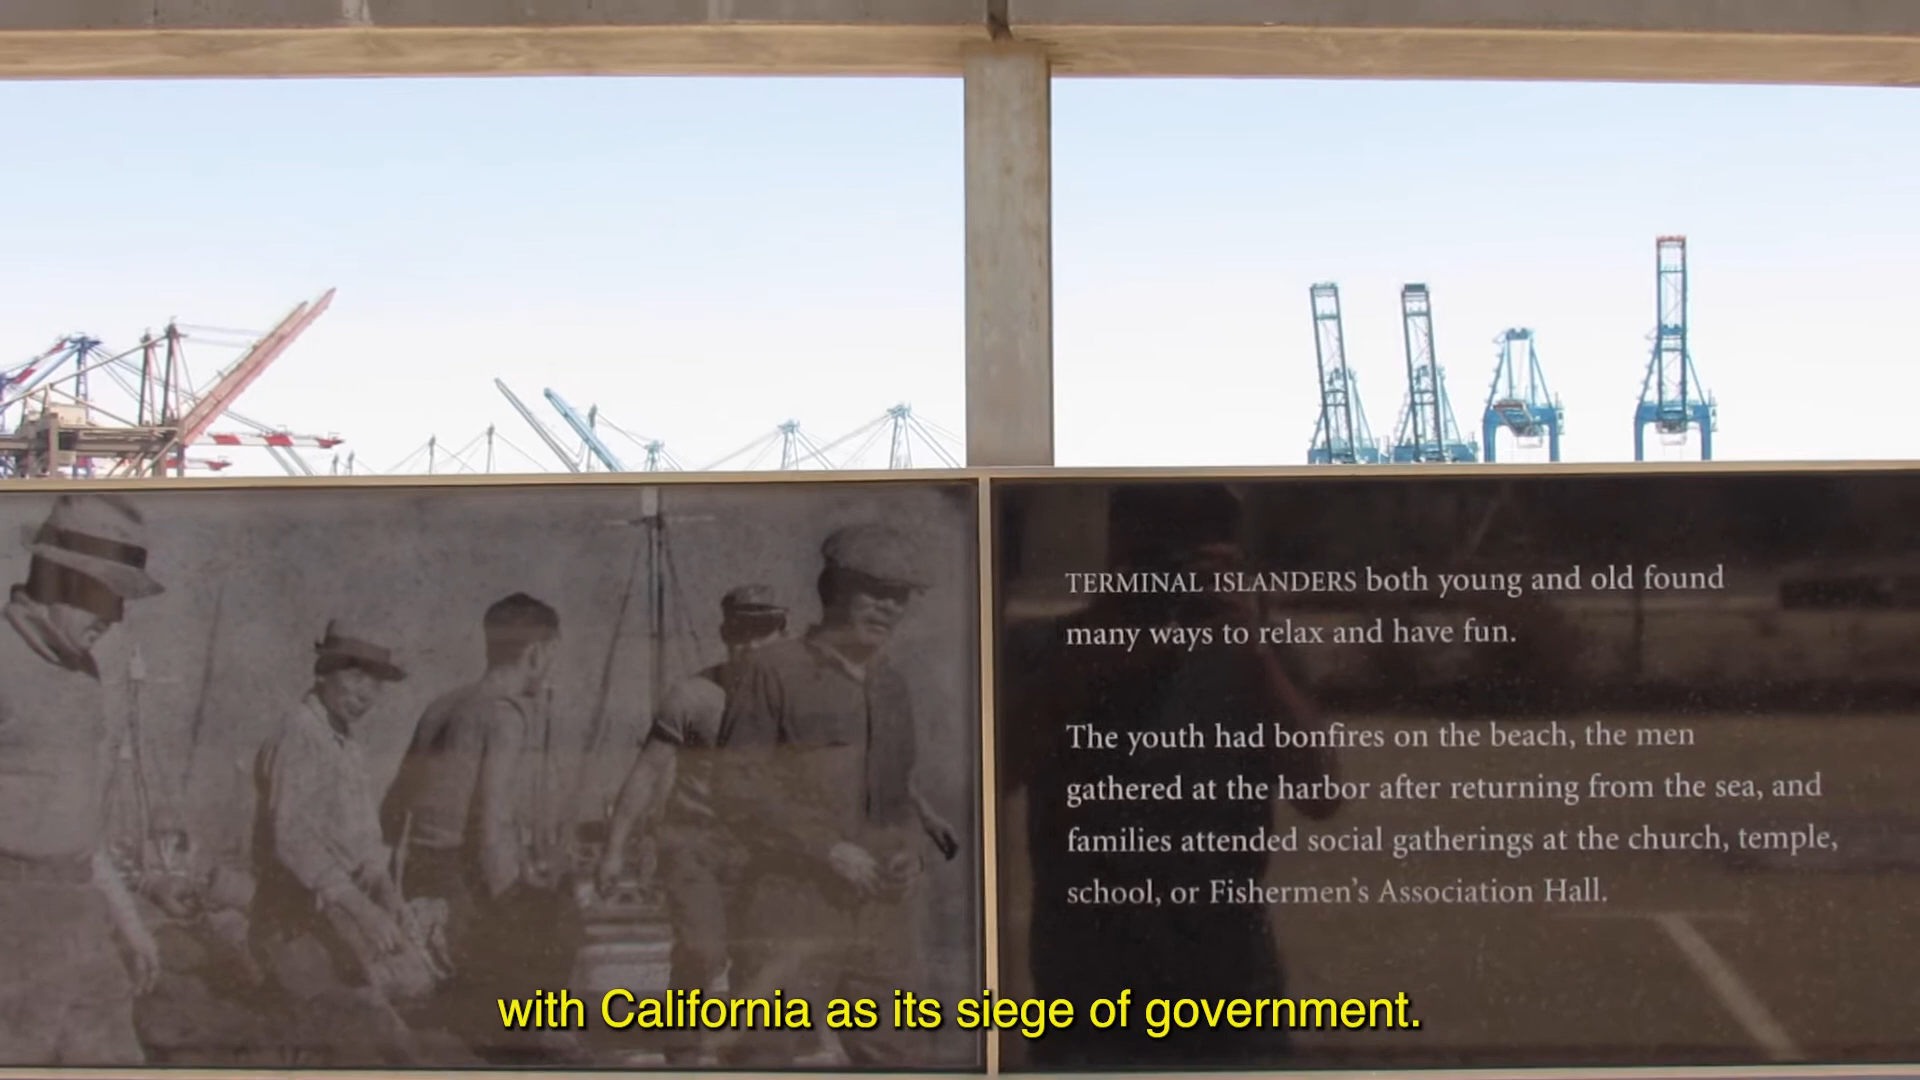 TERMINAL ISLANDERS both young and old found
many ways to relax and have fun.
The youth had bonfires on the beach, the men
gathered at the harbor after returning from the sea, and
families attended social gatherings at the church, temple,
school, or Fishermen’s Association Hall.
with California as its siege of government.